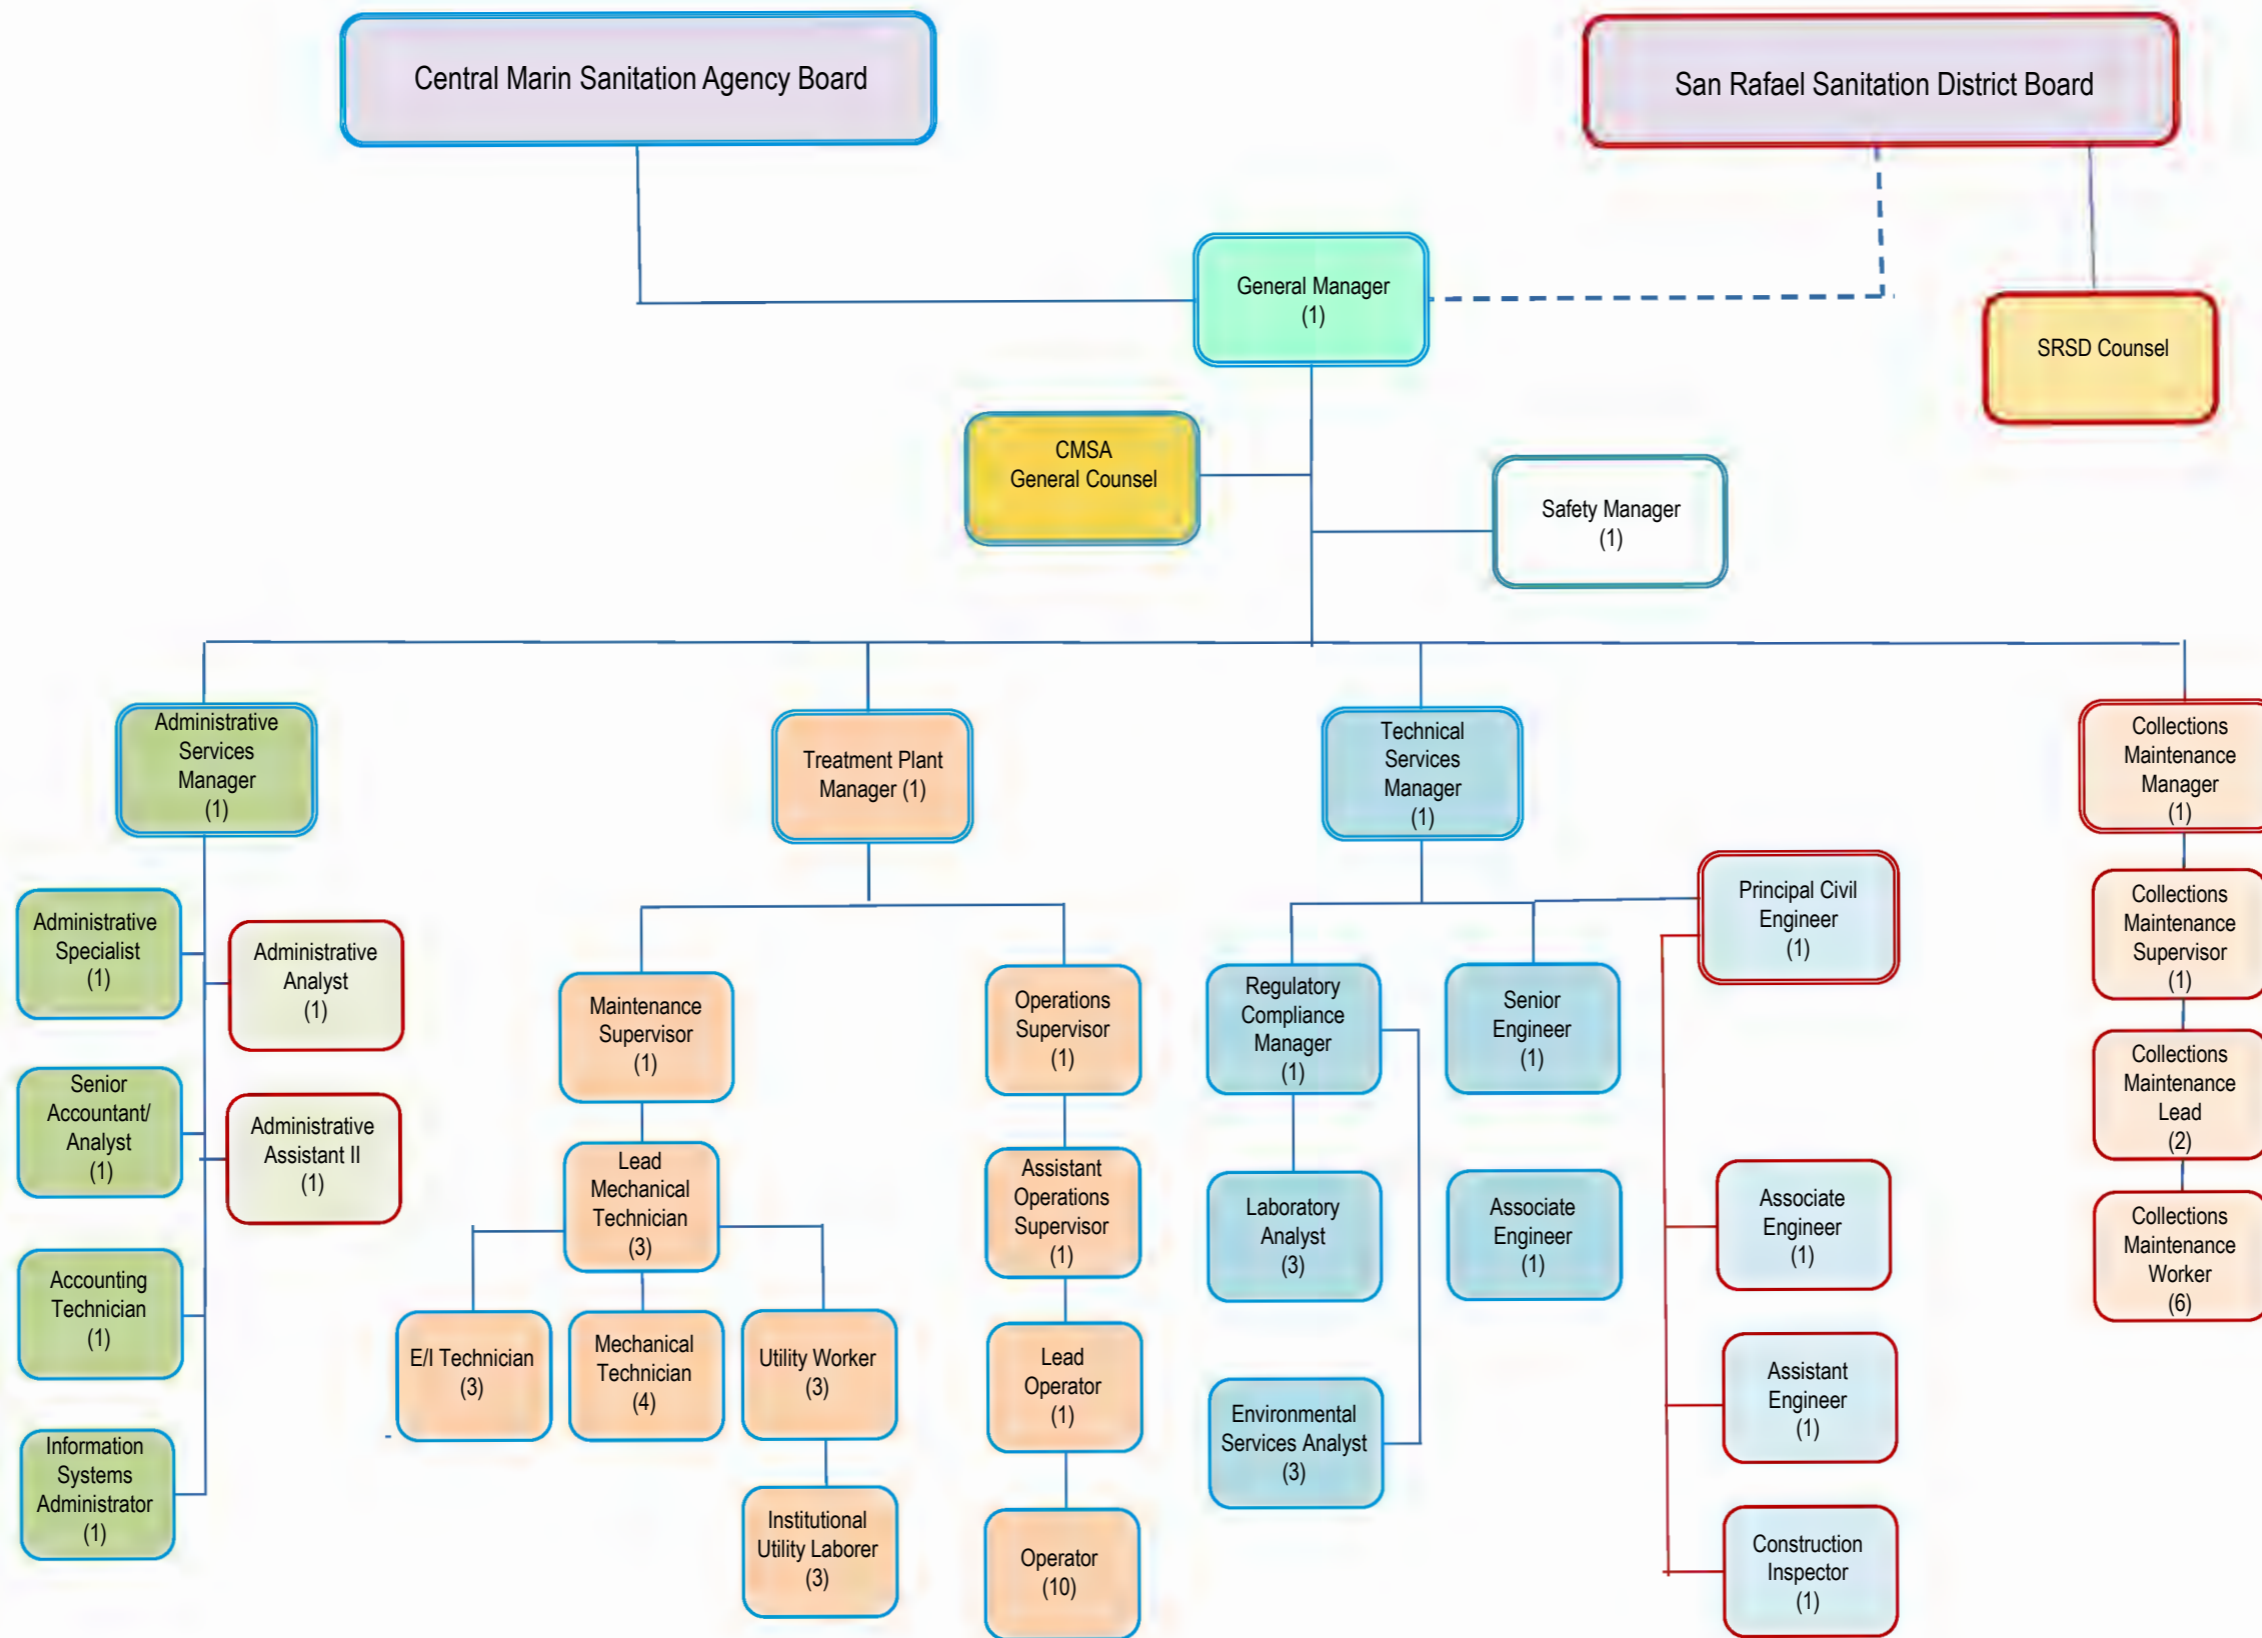 Central Marin Sanitation Agency Board
San Rafael Sanitation District Board
General Manager
(1)
SRSD Counsel
CMSA
General Counsel
Safety Manager
(1)
Administrative
Services
Manager
(1)
Treatment Plant
Manager (1)
Technical
Services
Manager
(1)
Collections
Maintenance
Manager
(1)
Administrative
Specialist
(1)
Administrative
Analyst
(1)
Senior
Accountant/
Analyst
(1)
Administrative
Assistant II
(1)
Accounting
Technician
(1)
Information
Systems
Administrator
(1)
Maintenance
Supervisor
(1)
Lead
Mechanical
Technician
(3)
E/I Technician
(3)
Mechanical
Technician
(4)
Utility Worker
(3)
Institutional
Utility Laborer
(3)
Operations
Supervisor
(1)
Assistant
Operations
Supervisor
(1)
Lead
Operator
(1)
Operator
(10)
Regulatory
Compliance
Manager
(1)
Laboratory
Analyst
(3)
Environmental
Services Analyst
(3)
Senior
Engineer
(1)
Associate
Engineer
(1)
Principal Civil
Engineer
(1)
Associate
Engineer
(1)
Assistant
Engineer
(1)
Construction
Inspector
(1)
Collections
Maintenance
Supervisor
(1)
Collections
Maintenance
Lead
(2)
Collections
Maintenance
Worker
(6)